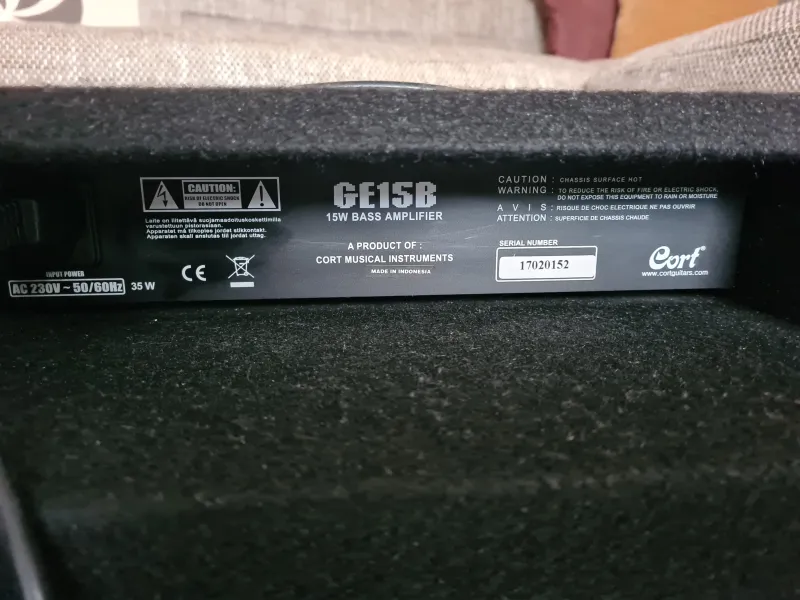 CAUTION:
RISK OF ELECTRIC SHOCK
DO NOT OPEN
Laite on liitettävä suojamaadoituskoskettimilla
varustettuun pistorasiaan.
Apparatet må tilkoples jordet stikkontakt.
Apparaten skall anslutas till jordat uttag.
INPUT POWER
AC 230V ~ 50/60Hz 35 W
GE15B
15W BASS AMPLIFIER
A PRODUCT OF :
CORT MUSICAL INSTRUMENTS
MADE IN INDONESIA
CAUTION : CHASSIS SURFACE HOT
WARNING : TO REDUCE THE RISK OF FIRE OR ELECTRIC SHOCK,
DO NOT EXPOSE THIS EQUIPMENT TO RAIN OR MOISTURE
A V I S : RISQUE DE CHOC ELECTRIQUE NE PAS OUVRIR
ATTENTION : SUPERFICIE DE CHASSIS CHAUDE
SERIAL NUMBER
17020152
Cort
www.cortguitars.com